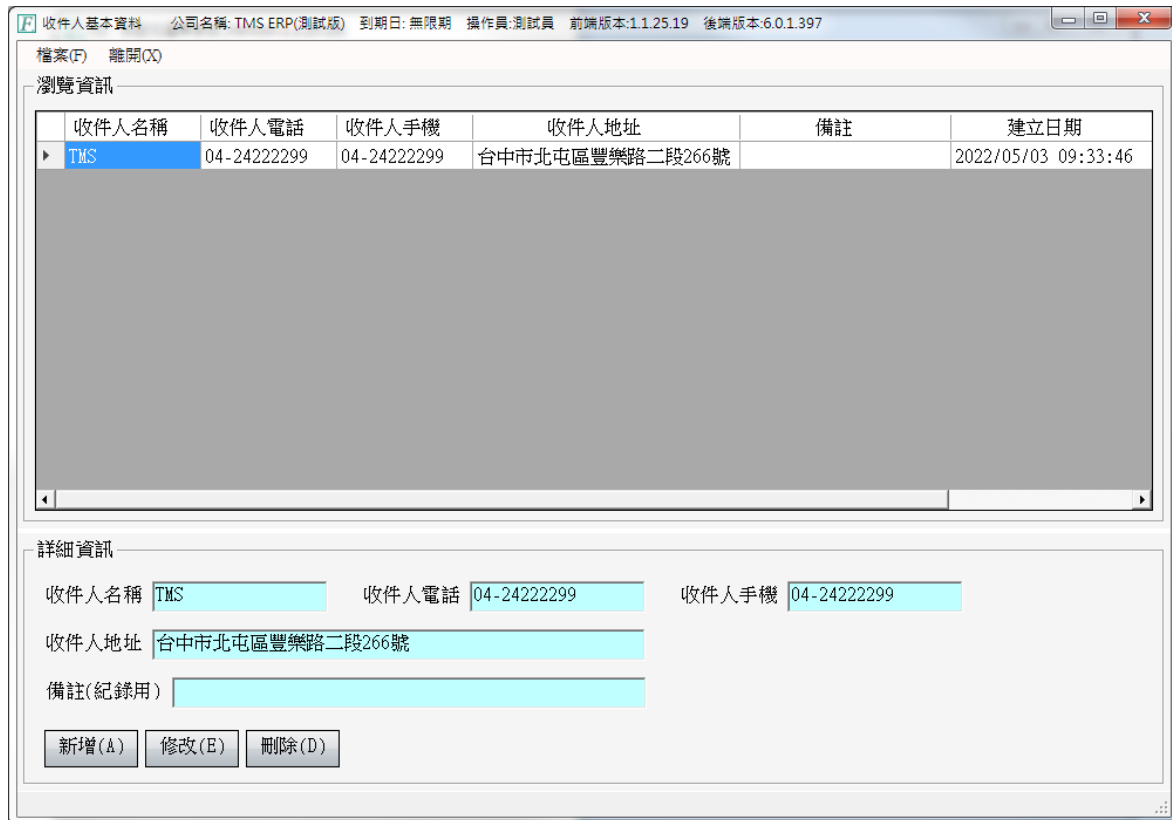 F 收件人基本資料 公司名稱: TMS ERP(測試版) 到期日: 無限期 操作員:測試員 前端版本:1.1.25.19 後端版本:6.0.1.397
檔案(F) 離開(X)
瀏覽資訊
收件人名稱 收件人電話 收件人手機 收件人地址 備註 建立日期
TMS 04-24222299 04-24222299 台中市北屯區豐樂路二段266號 2022/05/03 09:33:46
詳細資訊
收件人名稱 TMS 收件人電話 04-24222299 收件人手機 04-24222299
收件人地址 台中市北屯區豐樂路二段266號
備註(紀錄用)
新增(A) 修改(E) 刪除(D)